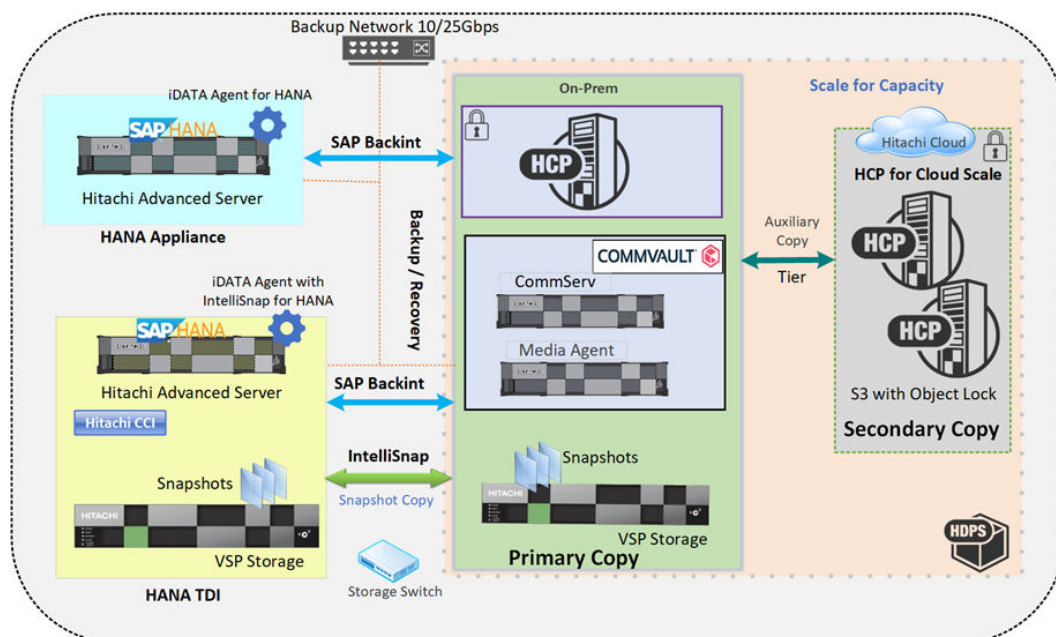 Backup Network 10/25Gbps
iDATA Agent for HANA
SAP HANA
Hitachi Advanced Server
HANA Appliance
SAP Backint
Backup / Recovery
iDATA Agent with
IntelliSnap for HANA
SAP HANA
Hitachi Advanced Server
Hitachi CCI
SAP Backint
IntelliSnap
Snapshot Copy
Snapshots
HITACHI
VSP Storage
HANA TDI
Storage Switch
On-Prem
HCP
COMMVAULT
CommServ
Media Agent
Snapshots
HITACHI
VSP Storage
Primary Copy
Scale for Capacity
Auxiliary
Copy
Tier
Hitachi Cloud
HCP for Cloud Scale
HCP
HCP
S3 with Object Lock
Secondary Copy
HDPS